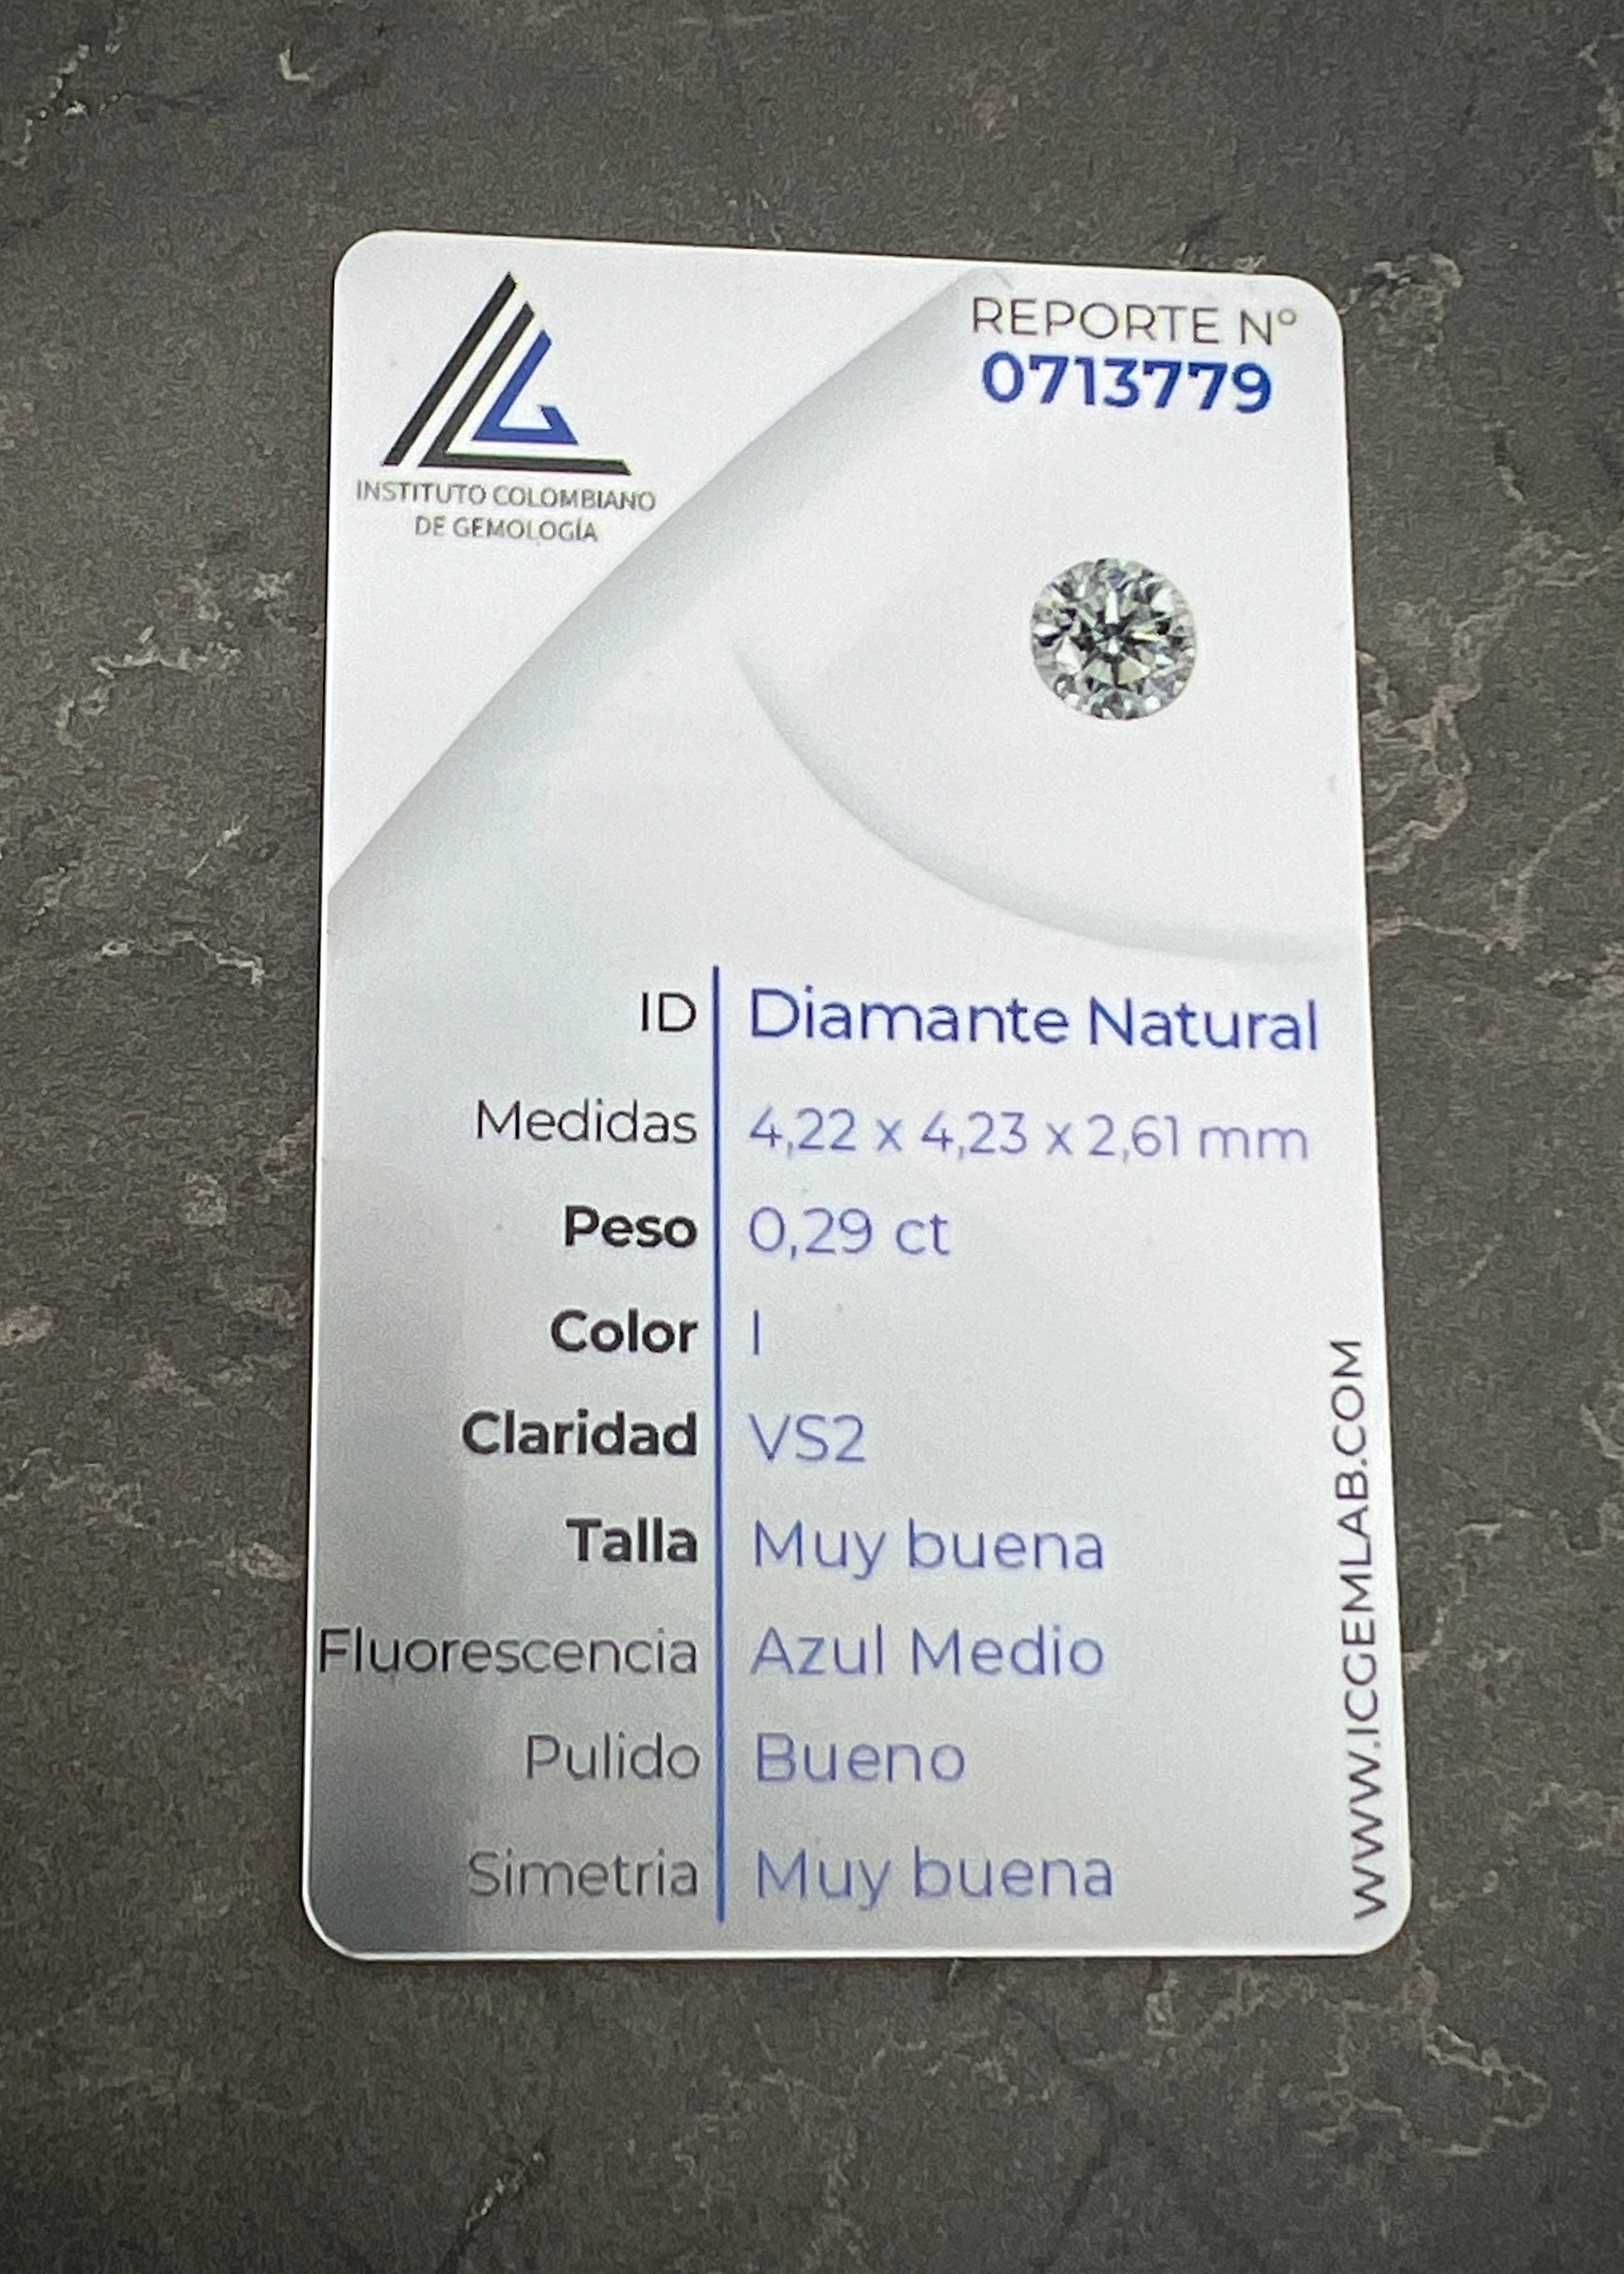 INSTITUTO COLOMBIANO
DE GEMOLOGÍA
REPORTE Nº
0713779
ID Diamante Natural
Medidas 4,22 x 4,23 x 2,61 mm
Peso 0,29 ct
Color I
Claridad VS2
Talla Muy buena
Fluorescencia Azul Medio
Pulido Bueno
Simetria Muy buena
WWW.ICGEMLAB.COM